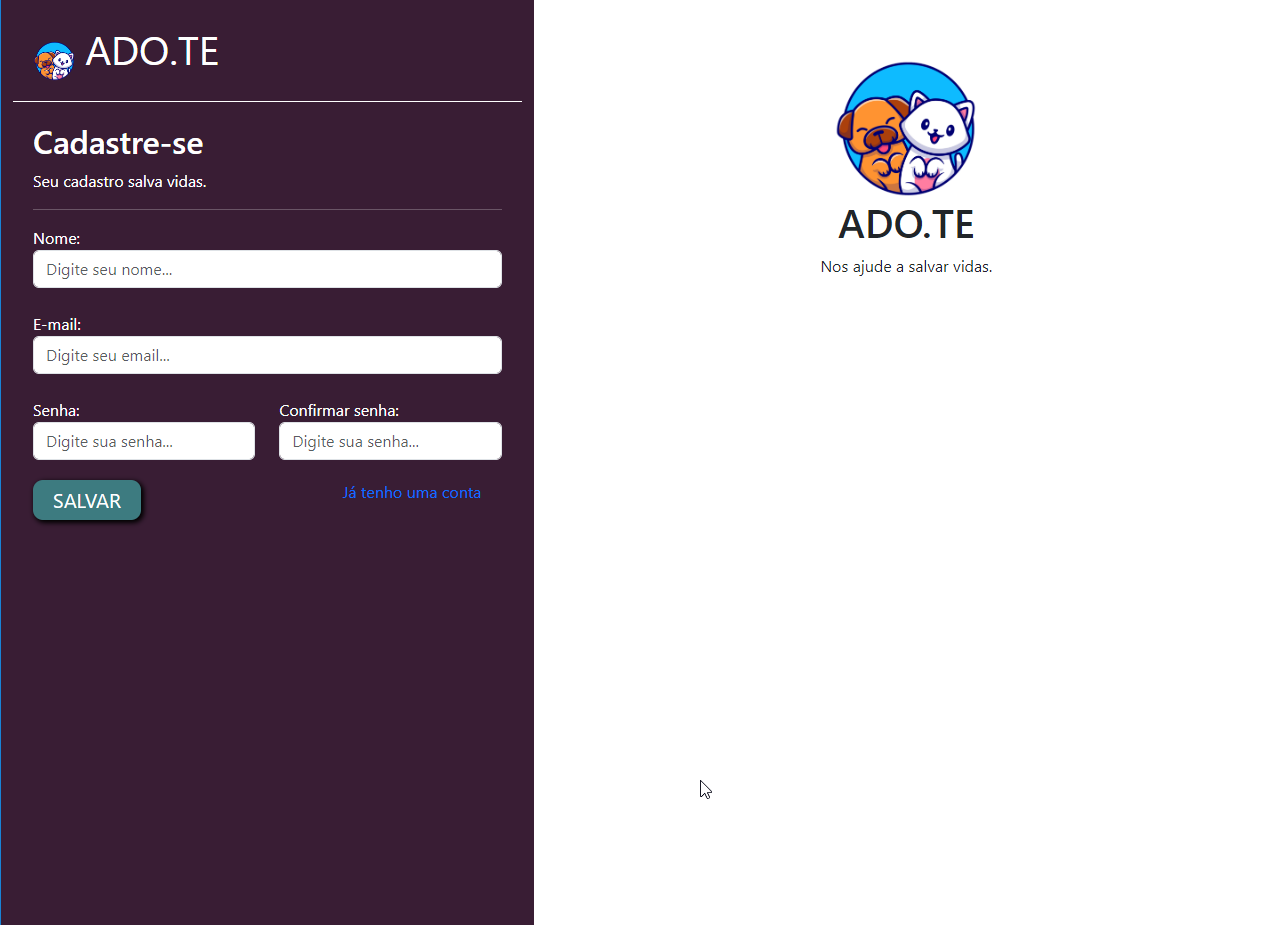 ADO.TE
Cadastre-se
Seu cadastro salva vidas.
Nome:
Digite seu nome...
E-mail:
Digite seu email...
Senha:
Confirmar senha:
Digite sua senha...
Digite sua senha...
SALVAR
Já tenho uma conta
ADO.TE
Nos ajude a salvar vidas.